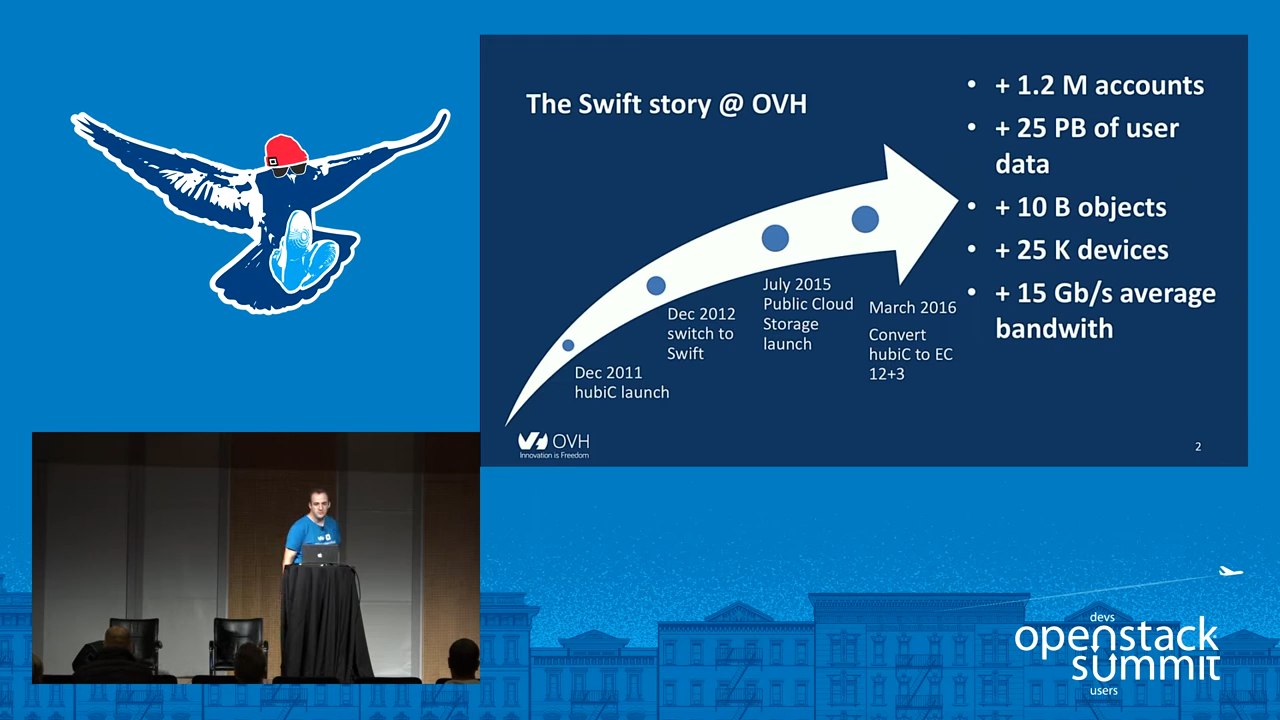 The Swift story @ OVH
• + 1.2 M accounts
• + 25 PB of user
data
• + 10 B objects
• + 25 K devices
• + 15 Gb/s average
bandwith
Dec 2011
hubiC launch
Dec 2012
switch to
Swift
July 2015
Public Cloud
Storage
launch
March 2016
Convert
hubiC to EC
12+3
OVH
Innovation is Freedom
2
devs
openstack
summit
users